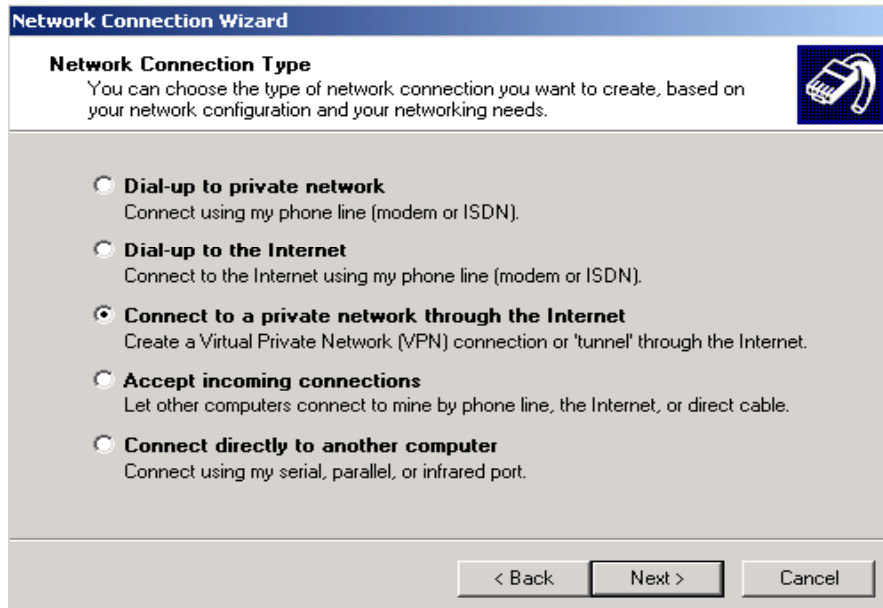 Network Connection Wizard
Network Connection Type
You can choose the type of network connection you want to create, based on
your network configuration and your networking needs.
Dial-up to private network
Connect using my phone line (modem or ISDN).
Dial-up to the Internet
Connect to the Internet using my phone line (modem or ISDN).
Connect to a private network through the Internet
Create a Virtual Private Network (VPN) connection or 'tunnel' through the Internet.
Accept incoming connections
Let other computers connect to mine by phone line, the Internet, or direct cable.
Connect directly to another computer
Connect using my serial, parallel, or infrared port.
< Back Next > Cancel